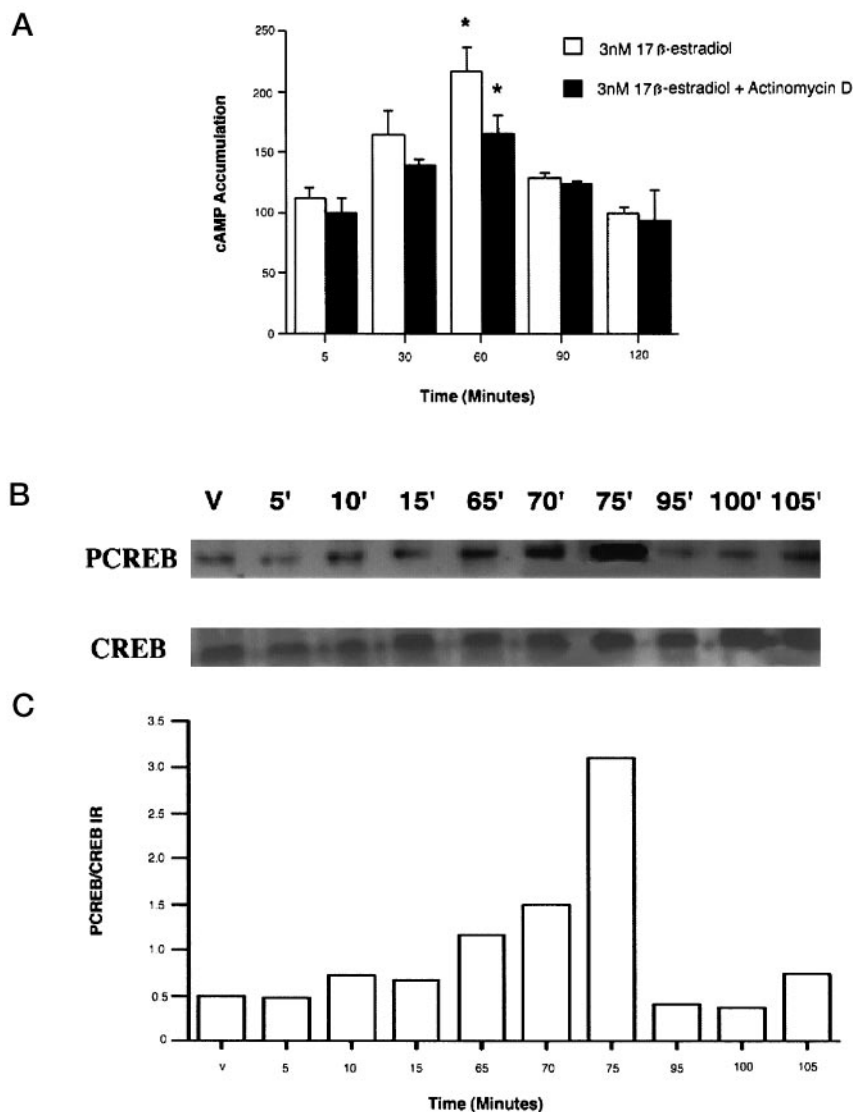 A
250
200
150
100
50
0
cAMP Accumulation
*
*
3nM 17β-estradiol
3nM 17β-estradiol + Actinomycin D
5 30 60 90 120
Time (Minutes)
B
V 5' 10' 15' 65' 70' 75' 95' 100' 105'
PCREB
CREB
C
3.5
3.0
2.5
2.0
1.5
1.0
0.5
0
PCREB/CREB IR
V 5 10 15 65 70 75 95 100 105
Time (Minutes)